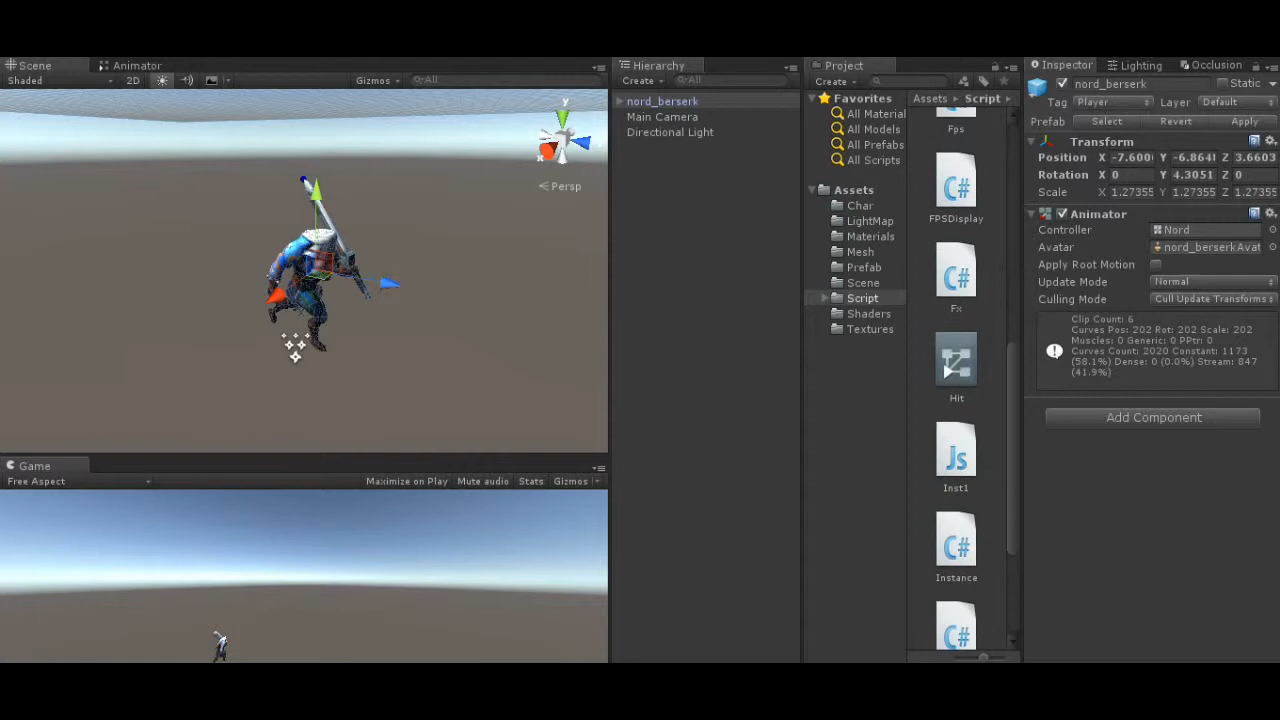 Scene
Animator
Shaded
2D
Gizmos
All
y
x
Persp
Game
Free Aspect
Maximize on Play
Mute audio
Stats
Gizmos
Hierarchy
Create
All
nord_berserk
Main Camera
Directional Light
Project
Create
Favorites
All Material
All Models
All Prefabs
All Scripts
Assets
Char
LightMap
Materials
Mesh
Prefab
Scene
Script
Shaders
Textures
Assets
Script
Fps
C#
FPSDisplay
C#
Fx
Hit
Js
Inst1
C#
Instance
C#
Inspector
Lighting
Occlusion
nord_berserk
Static
Tag Player Layer Default
Prefab Select Revert Apply
Transform
Position X -7.600 Y -6.864 Z 3.6603
Rotation X 0 Y 4.3051 Z 0
Scale X 1.27355 Y 1.27355 Z 1.27355
Animator
Controller Nord
Avatar nord_berserkAvat
Apply Root Motion
Update Mode Normal
Culling Mode Cull Update Transforms
Clip Count: 6
Curves Pos: 202 Rot: 202 Scale: 202
Muscles: 0 Generic: 0 PPtr: 0
Curves Count: 2020 Constant: 1173
(58.1%) Dense: 0 (0.0%) Stream: 847
(41.9%)
Add Component